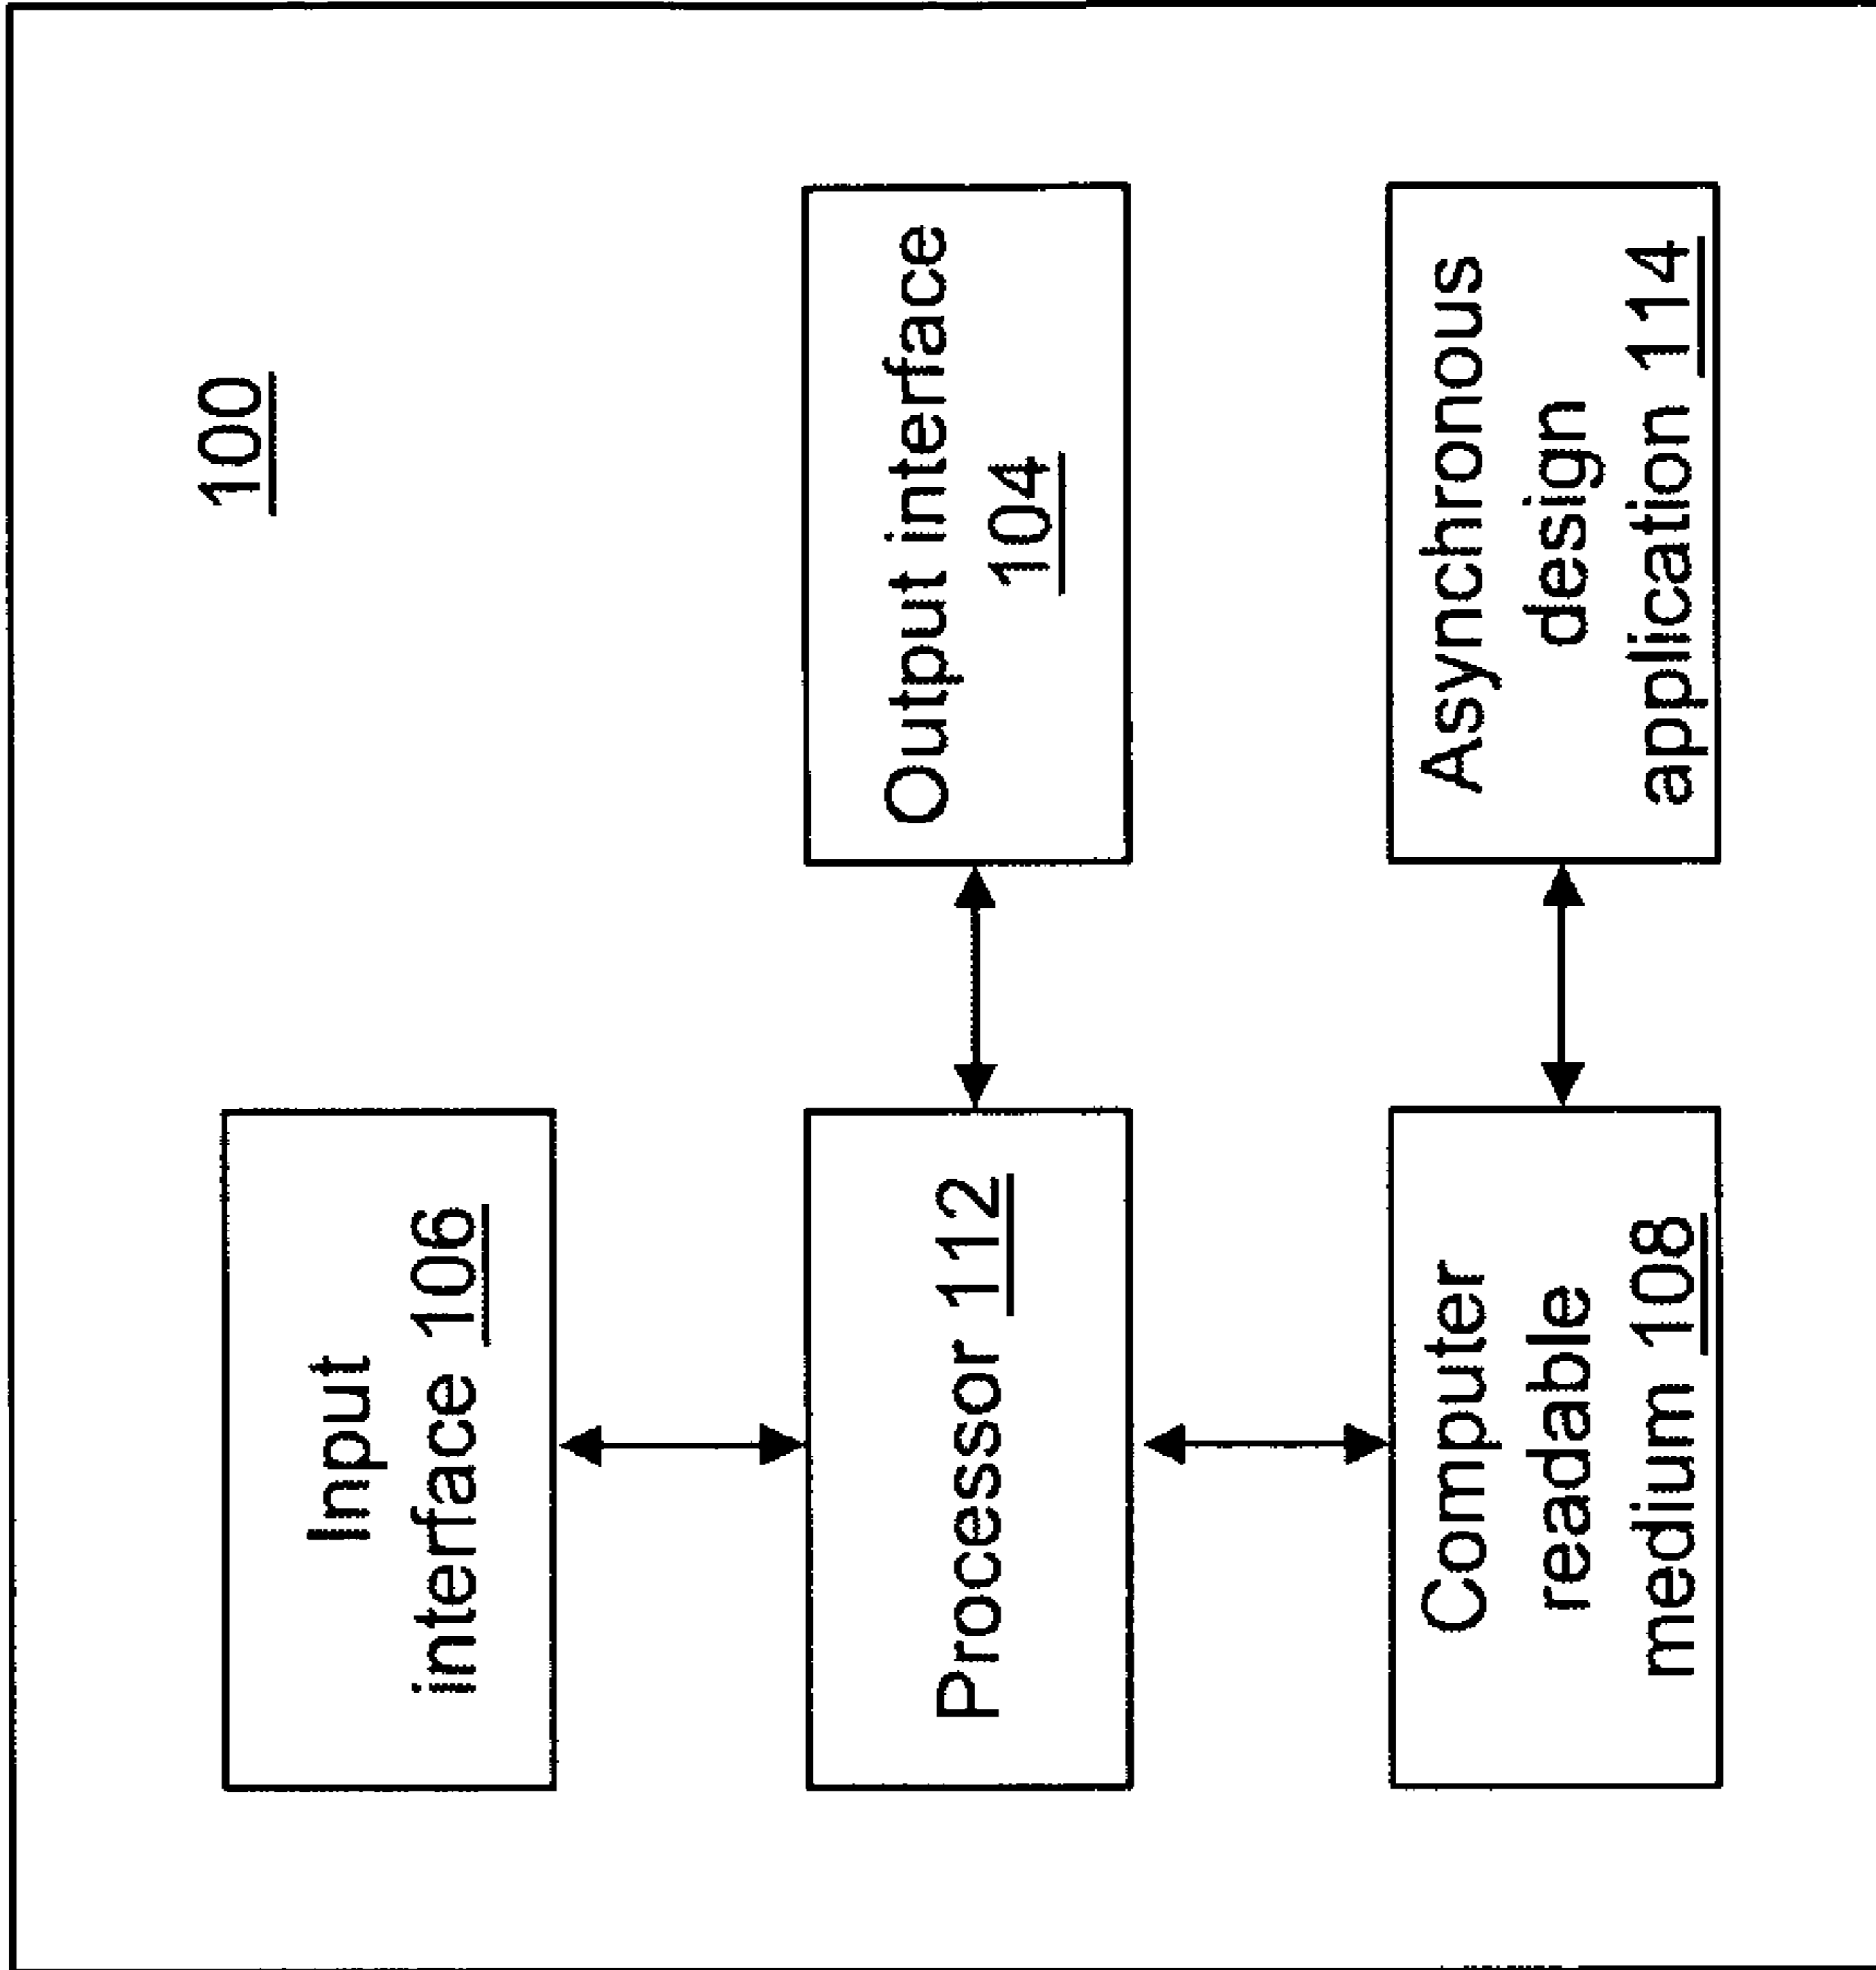 100
Input
interface 106
Processor 112
Output interface
104
Computer
readable
medium 108
Asynchronous
design
application 114